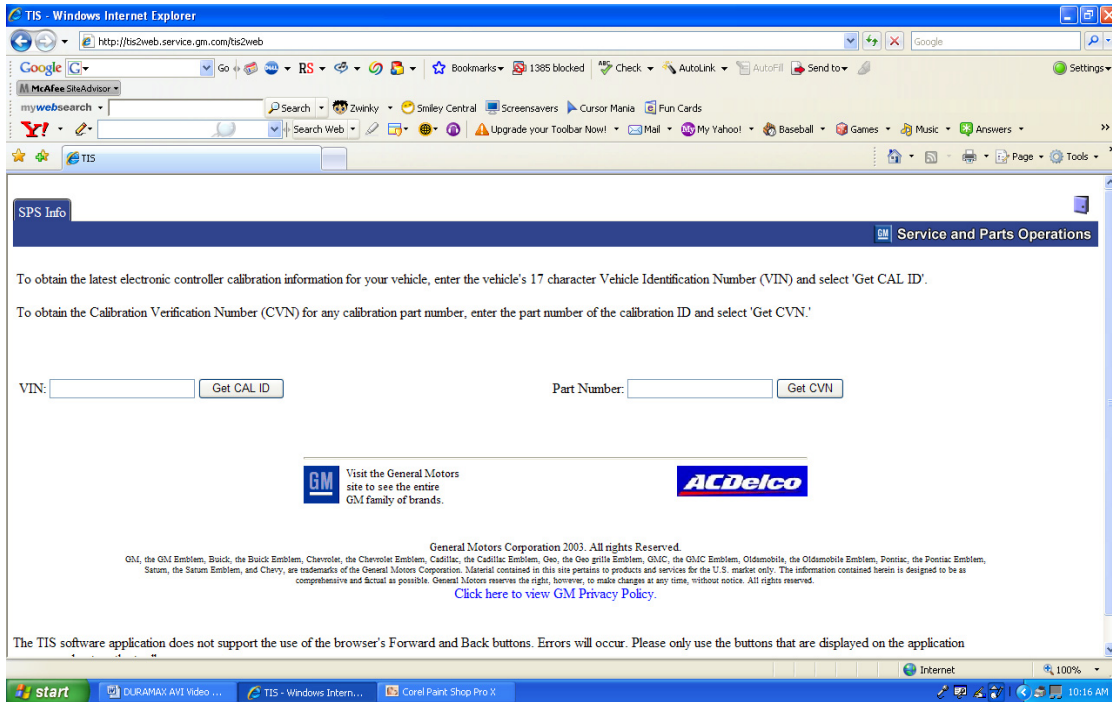 TIS - Windows Internet Explorer
http://tis2web.service.gm.com/tis2web
Google
Google G Go RS Bookmarks 1385 blocked ABC Check AutoLink AutoFill Send to Settings
McAfee SiteAdvisor
mywebsearch Search Zwinky Smiley Central Screensavers Cursor Mania Fun Cards
Y! Search Web Upgrade your Toolbar Now! Mail My Yahoo! Baseball Games Music Answers »
TIS Page Tools
SPS Info
GM Service and Parts Operations
To obtain the latest electronic controller calibration information for your vehicle, enter the vehicle's 17 character Vehicle Identification Number (VIN) and select 'Get CAL ID'.
To obtain the Calibration Verification Number (CVN) for any calibration part number, enter the part number of the calibration ID and select 'Get CVN.'
VIN: Get CAL ID Part Number: Get CVN
GM
Visit the General Motors
site to see the entire
GM family of brands.
ACDelco
General Motors Corporation 2003. All rights Reserved.
GM, the GM Emblem, Buick, the Buick Emblem, Chevrolet, the Chevrolet Emblem, Cadillac, the Cadillac Emblem, Geo, the Geo grille Emblem, GMC, the GMC Emblem, Oldsmobile, the Oldsmobile Emblem, Pontiac, the Pontiac Emblem,
Saturn, the Saturn Emblem, and Chevy, are trademarks of the General Motors Corporation. Material contained in this site pertains to products and services for the U.S. market only. The information contained herein is designed to be as
comprehensive and factual as possible. General Motors reserves the right, however, to make changes at any time, without notice. All rights reserved.
Click here to view GM Privacy Policy.
The TIS software application does not support the use of the browser's Forward and Back buttons. Errors will occur. Please only use the buttons that are displayed on the application
Internet 100%
start DURAMAX AVI Video ... TIS - Windows Intern... Corel Paint Shop Pro X 10:16 AM